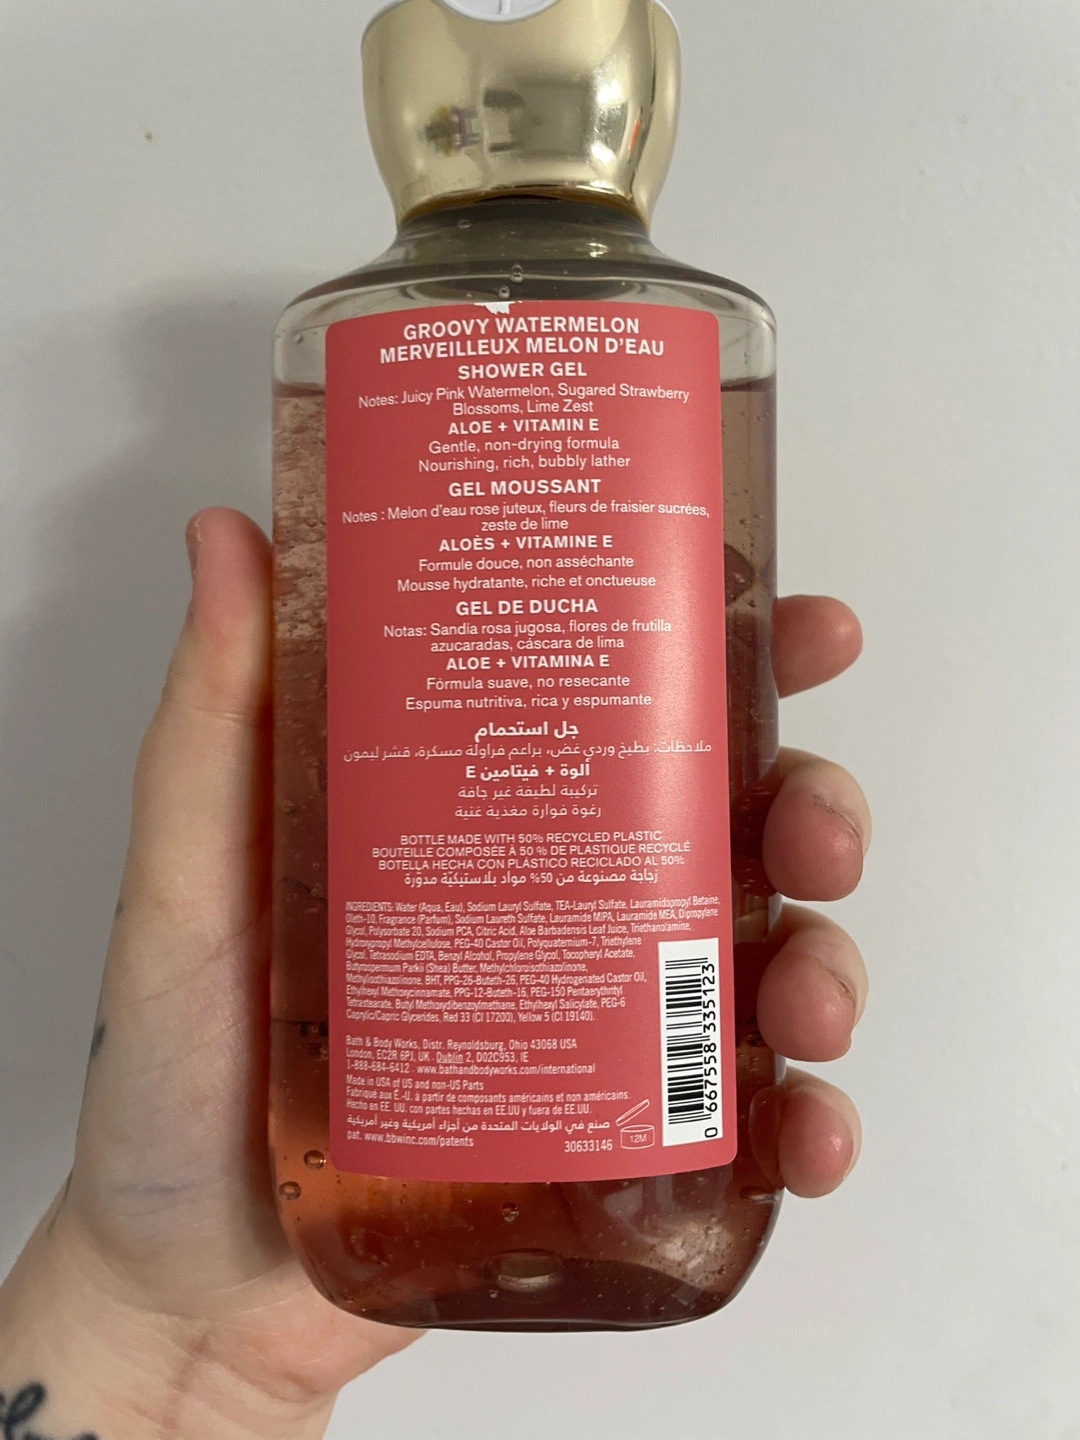 GROOVY WATERMELON
MERVEILLEUX MELON D'EAU
SHOWER GEL
Notes: Juicy Pink Watermelon, Sugared Strawberry
Blossoms, Lime Zest
ALOE + VITAMIN E
Gentle, non-drying formula
Nourishing, rich, bubbly lather
GEL MOUSSANT
Notes : Melon d'eau rose juteux, fleurs de fraisier sucrées,
zeste de lime
ALOÈS + VITAMINE E
Formule douce, non asséchante
Mousse hydratante, riche et onctueuse
GEL DE DUCHA
Notas: Sandía rosa jugosa, flores de frutilla
azucaradas, cáscara de lima
ALOE + VITAMINA E
Fórmula suave, no resecante
Espuma nutritiva, rica y espumante
جل استحمام
ملاحظات: بطيخ وردي غض، براعم فراولة مسكرة، قشر ليمون
ألوة + فيتامين E
تركيبة لطيفة غير جافة
رغوة فوارة مغذية غنية
BOTTLE MADE WITH 50% RECYCLED PLASTIC
BOUTEILLE COMPOSÉE À 50 % DE PLASTIQUE RECYCLÉ
BOTELLA HECHA CON PLÁSTICO RECICLADO AL 50%
زجاجة مصنوعة من 50% مواد بلاستيكيّة مدوّرة
INGREDIENTS: Water (Aqua, Eau), Sodium Lauryl Sulfate, TEA-Lauryl Sulfate, Lauramidopropyl Betaine,
Oleth-10, Fragrance (Parfum), Sodium Laureth Sulfate, Lauramide MIPA, Lauramide MEA, Dipropylene
Glycol, Polysorbate 20, Sodium PCA, Citric Acid, Aloe Barbadensis Leaf Juice, Triethanolamine,
Hydroxypropyl Methylcellulose, PEG-40 Castor Oil, Polyquaternium-7, Triethylene
Glycol, Tetrasodium EDTA, Benzyl Alcohol, Propylene Glycol, Tocopheryl Acetate,
Butyrospermum Parkii (Shea) Butter, Methylchloroisothiazolinone,
Methylisothiazolinone, BHT, PPG-26-Buteth-26, PEG-40 Hydrogenated Castor Oil,
Ethylhexyl Methoxycinnamate, PPG-12-Buteth-16, PEG-150 Pentaerythrityl
Tetrastearate, Butyl Methoxydibenzoylmethane, Ethylhexyl Salicylate, PEG-6
Caprylic/Capric Glycerides, Red 33 (CI 17200), Yellow 5 (CI 19140).
Bath & Body Works, Distr. Reynoldsburg, Ohio 43068 USA
London, EC2R 6PJ, UK . Dublin 2, D02C953, IE
1-888-684-6412 . www.bathandbodyworks.com/international
Made in USA of US and non-US Parts
Fabriqué aux É.-U. à partir de composants américains et non américains.
Hecho en EE. UU. con partes hechas en EE.UU y fuera de EE.UU.
صنع في الولايات المتحدة من أجزاء أمريكية وغير أمريكية
pat. www.bbwinc.com/patents
30633146
12M
0 667558 335123